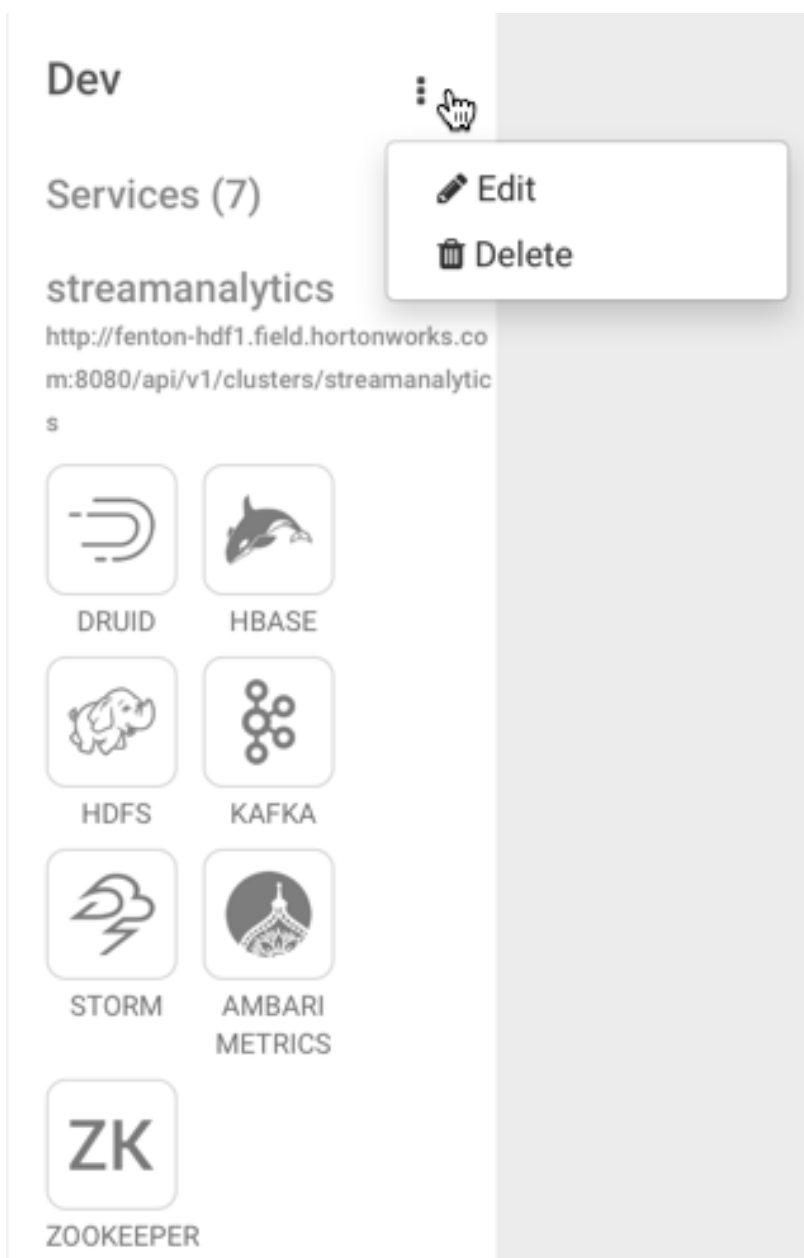 Dev
Edit
Services (7)
Delete
streamanalytics
http://fenton-hdf1.field.hortonworks.co
m:8080/api/v1/clusters/streamanalytic
s
DRUID
HBASE
HDFS
KAFKA
STORM
AMBARI
METRICS
ZK
ZOOKEEPER